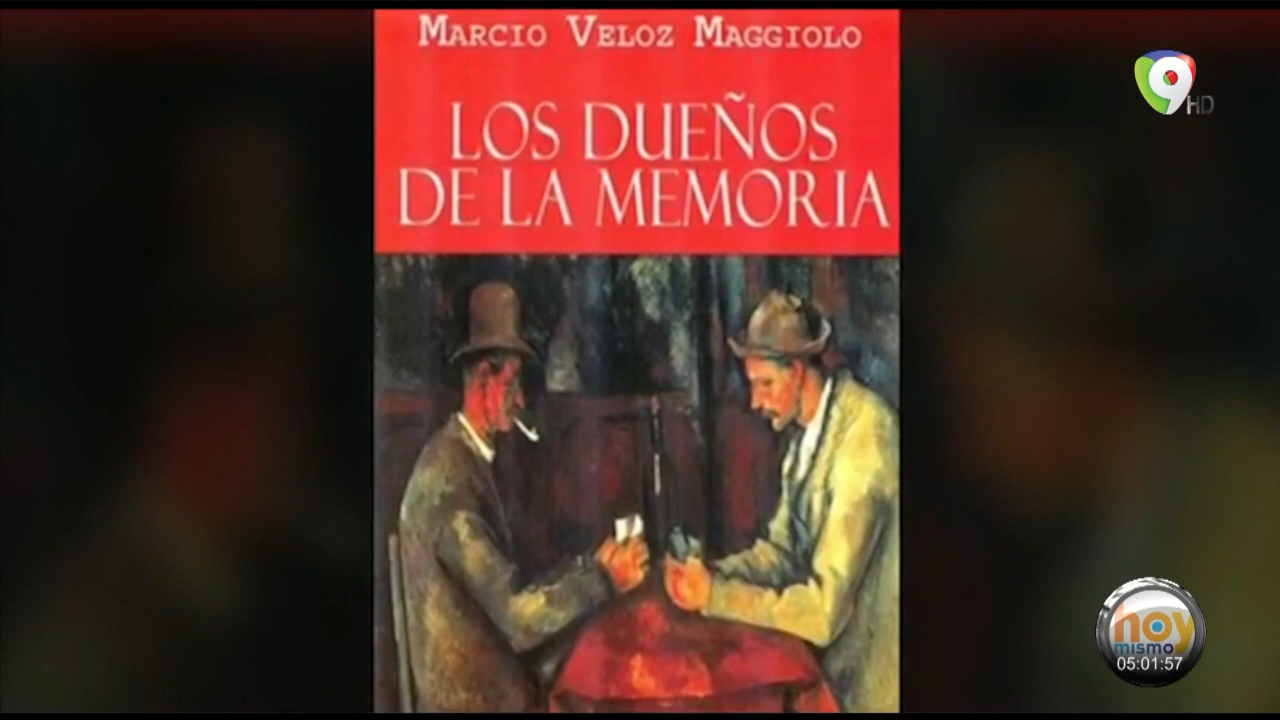 MARCIO VELOZ MAGGIOLO
LOS DUEÑOS
DE LA MEMORIA
9
HD
hoy
mismo
05:01:57